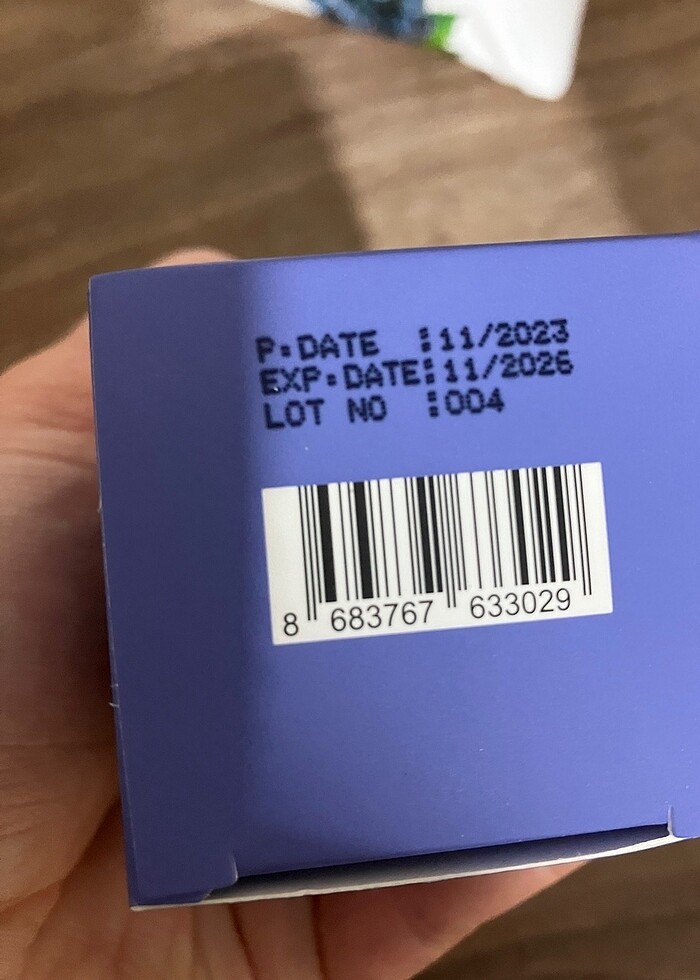 P.DATE :11/2023
EXP.DATE:11/2026
LOT NO :004
8 683767 633029